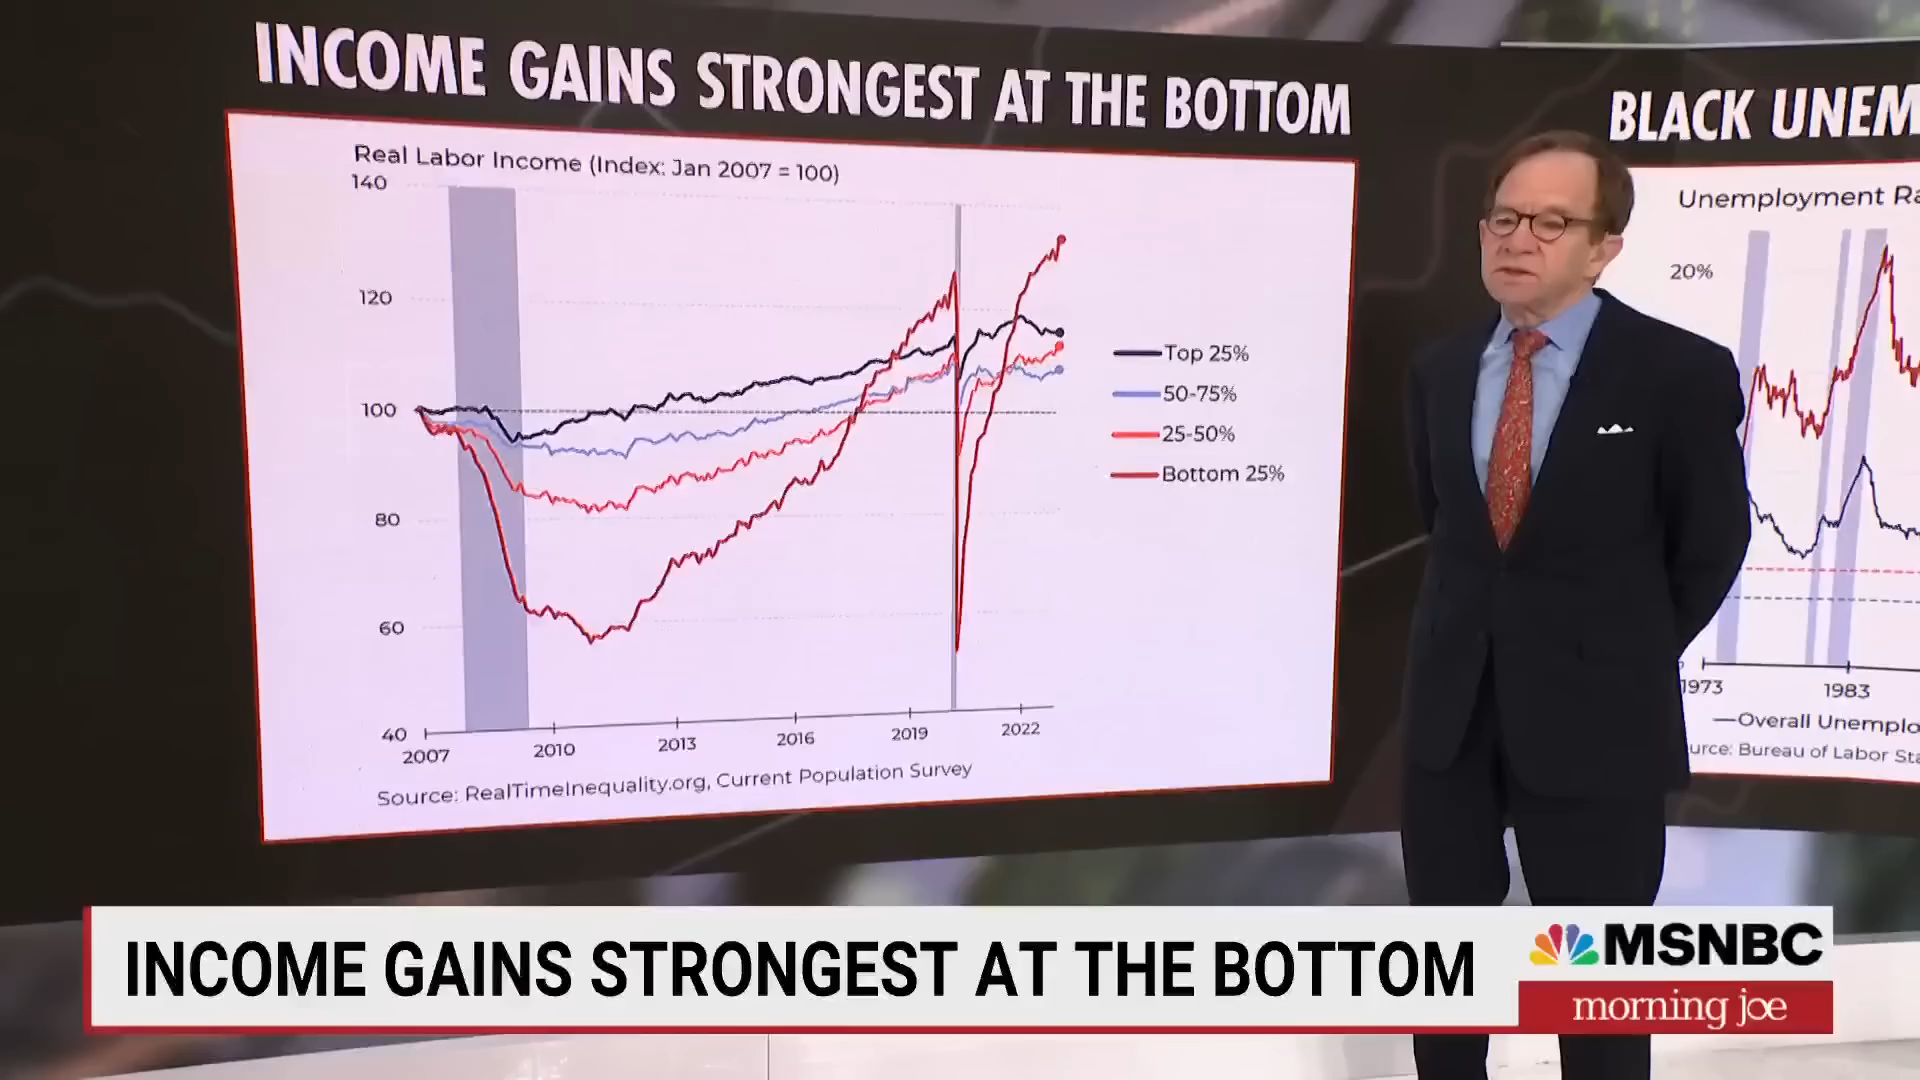 INCOME GAINS STRONGEST AT THE BOTTOM
Real Labor Income (Index: Jan 2007 = 100)
140
120
100
80
60
40
2007
2010
2013
2016
2019
2022
Top 25%
50-75%
25-50%
Bottom 25%
Source: RealTimeInequality.org, Current Population Survey
BLACK UNEM
Unemployment Ra
20%
1973
1983
Overall Unemplo
urce: Bureau of Labor Sta
INCOME GAINS STRONGEST AT THE BOTTOM
MSNBC
morning joe